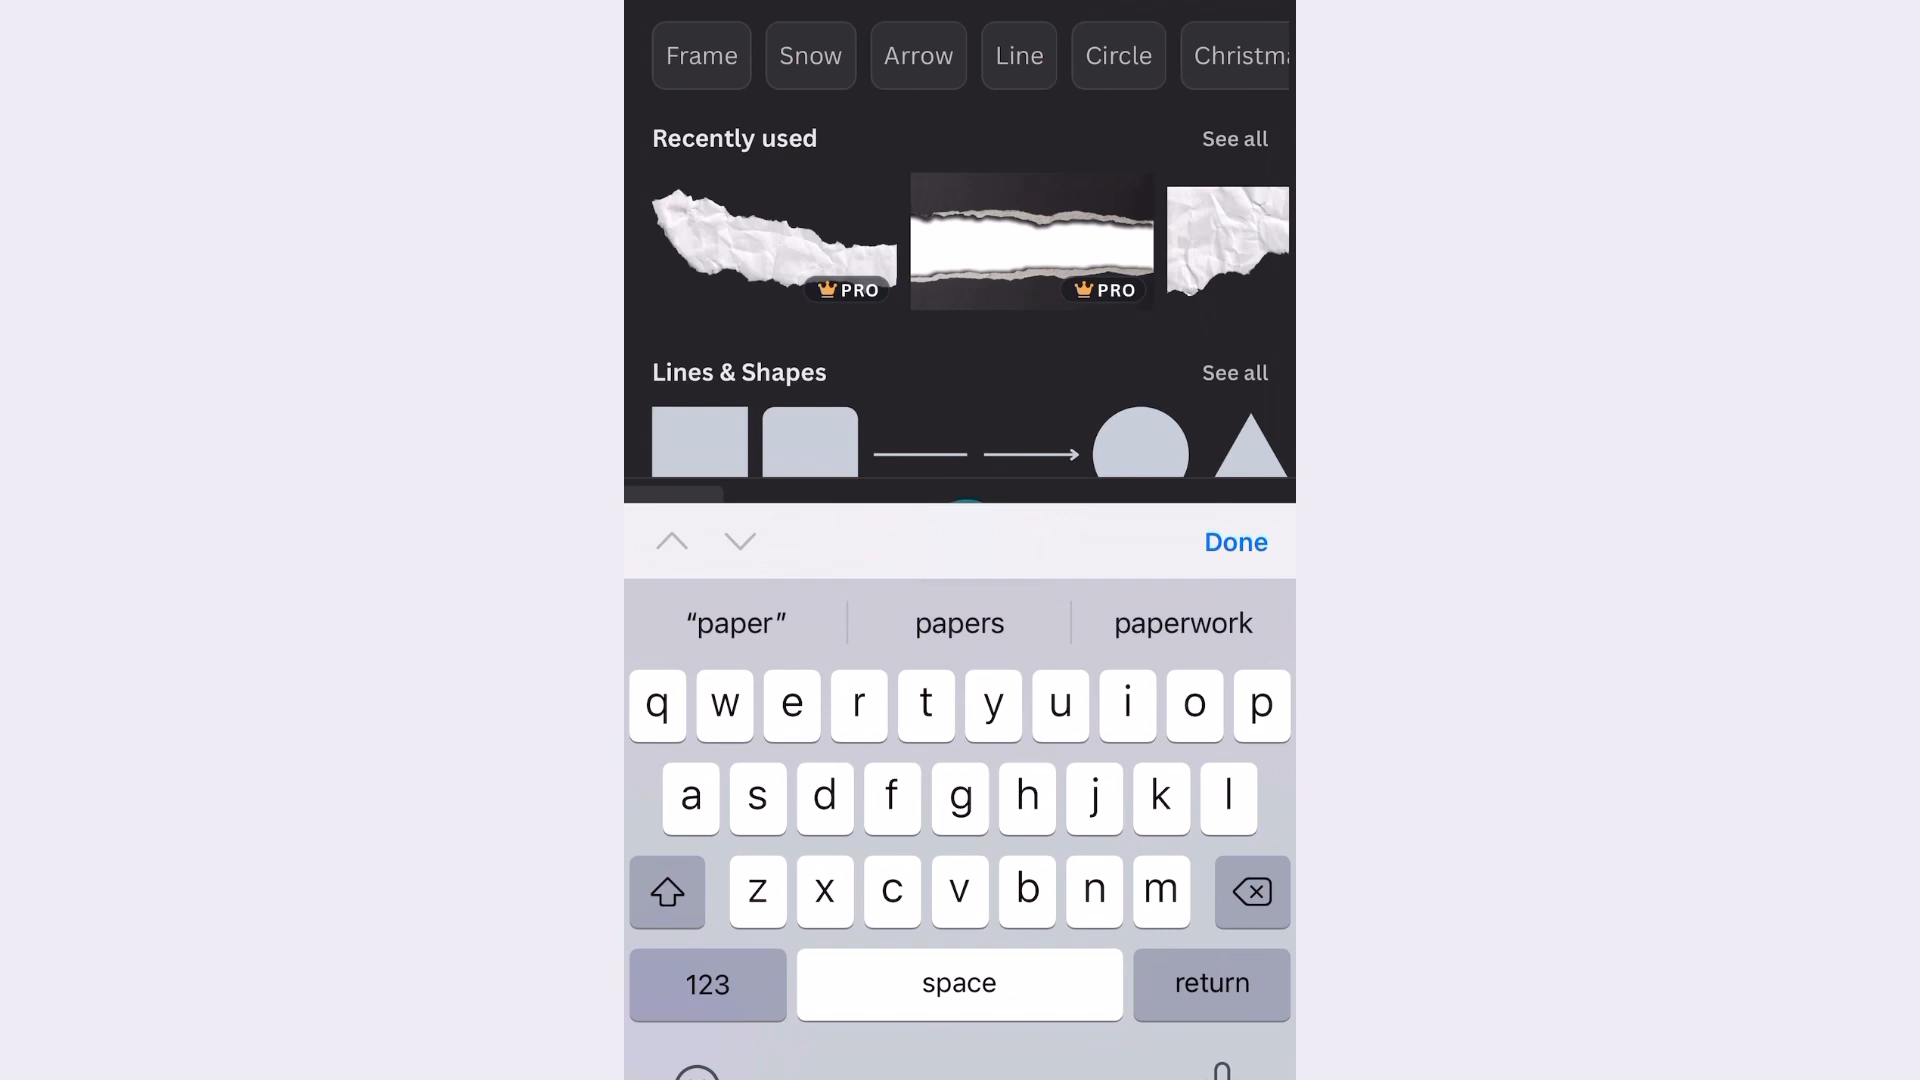 Frame Snow Arrow Line Circle Christma
Recently used See all
PRO PRO
Lines & Shapes See all
Done
“paper” papers paperwork
q w e r t y u i o p
a s d f g h j k l
z x c v b n m
123 space return